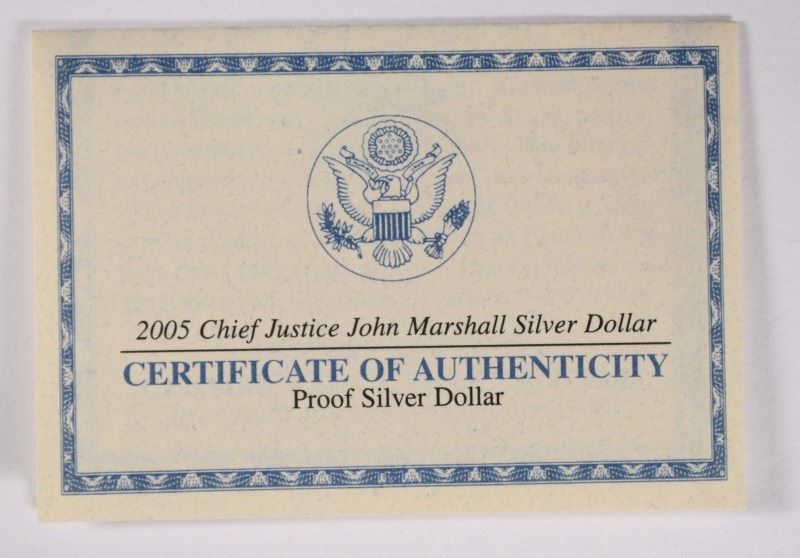 2005 Chief Justice John Marshall Silver Dollar
CERTIFICATE OF AUTHENTICITY
Proof Silver Dollar